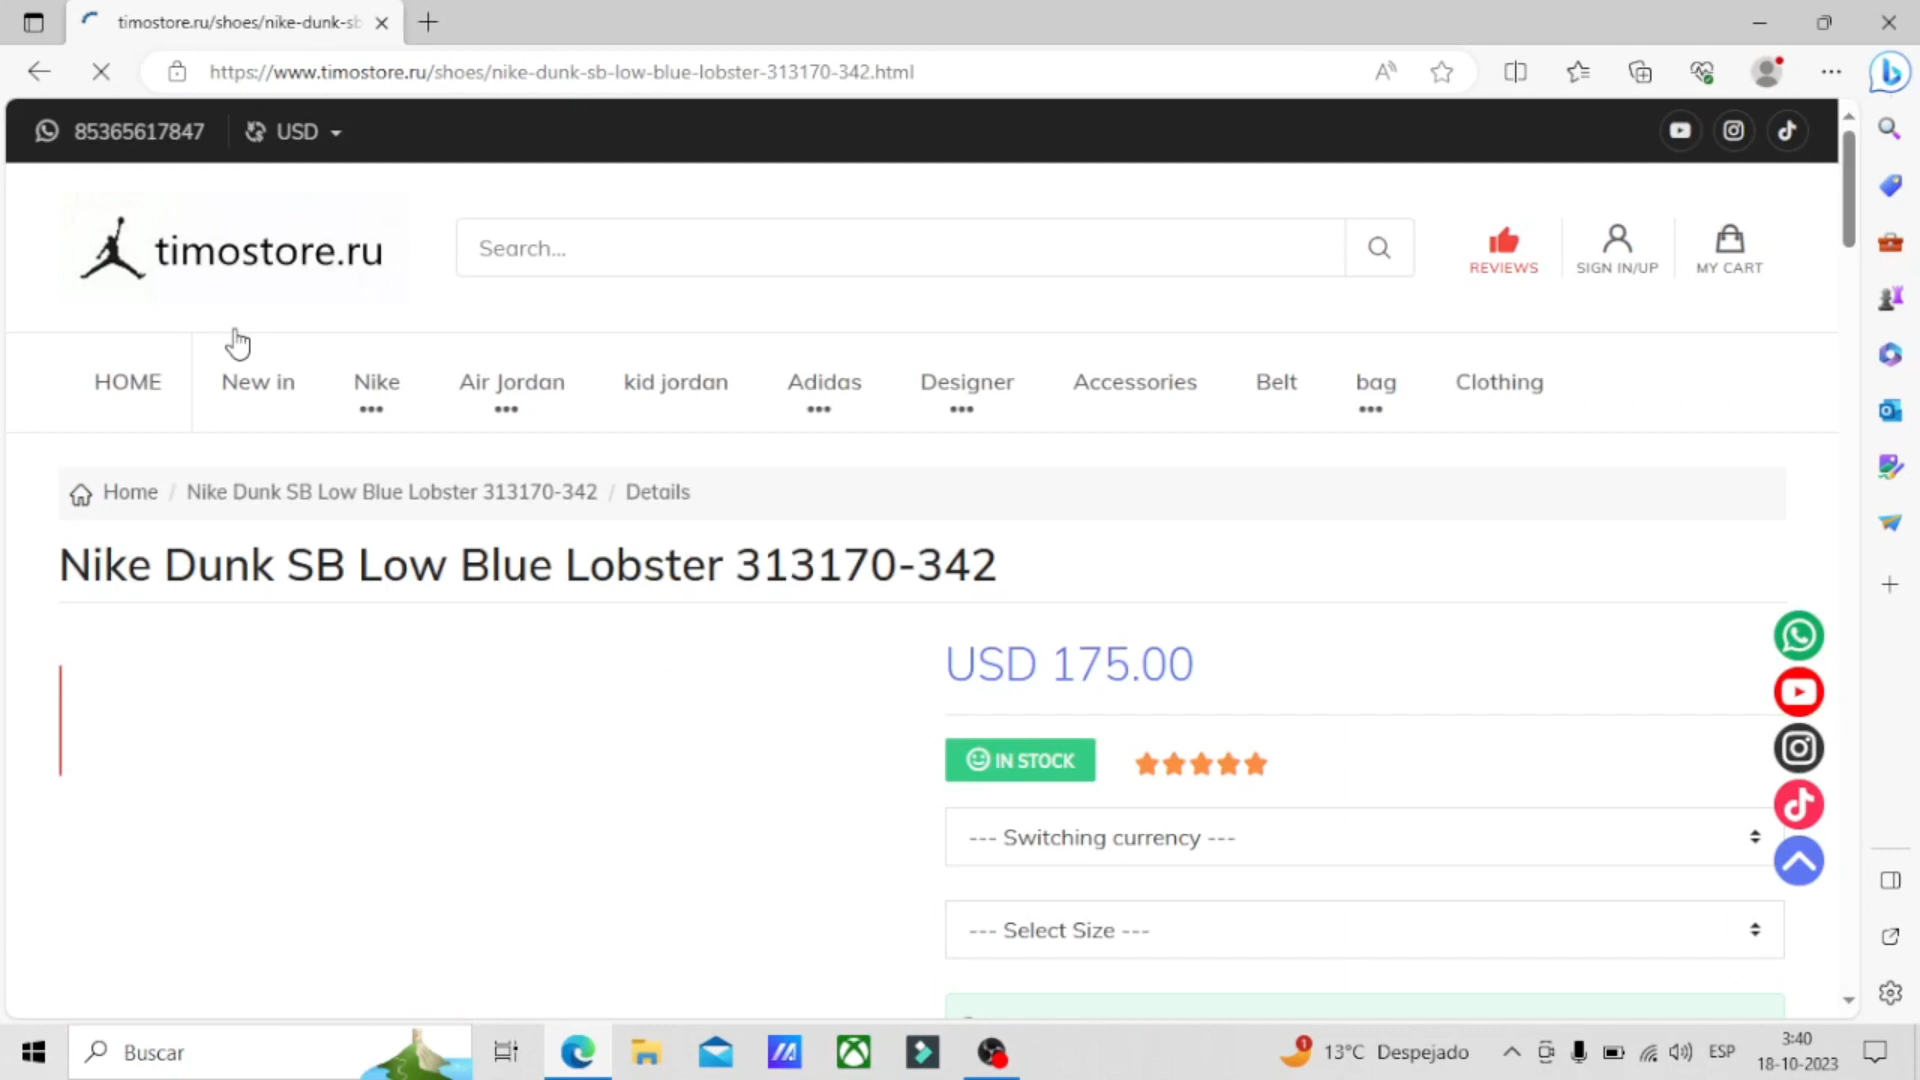 timostore.ru/shoes/nike-dunk-sb
https://www.timostore.ru/shoes/nike-dunk-sb-low-blue-lobster-313170-342.html
85365617847
USD
timostore.ru
Search...
REVIEWS
SIGN IN/UP
MY CART
HOME
New in
Nike
Air Jordan
kid jordan
Adidas
Designer
Accessories
Belt
bag
Clothing
Home / Nike Dunk SB Low Blue Lobster 313170-342 / Details
Nike Dunk SB Low Blue Lobster 313170-342
USD 175.00
IN STOCK
--- Switching currency ---
--- Select Size ---
Buscar
1
13°C Despejado
ESP
3:40
18-10-2023